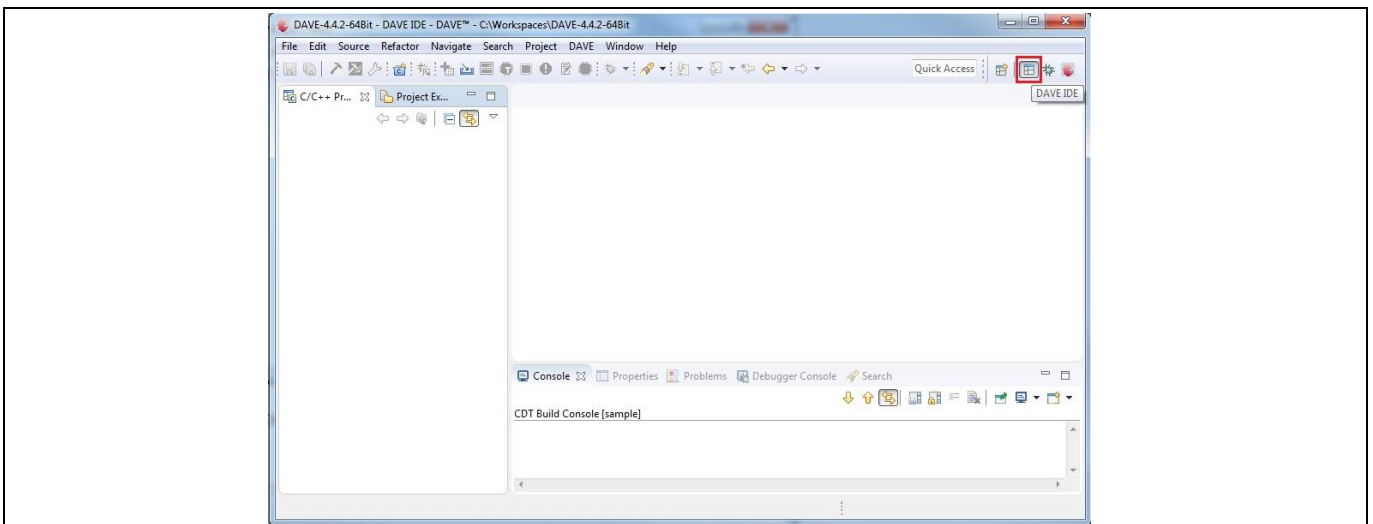 DAVE-4.4.2-64Bit - DAVE IDE - DAVE™ - C:\Workspaces\DAVE-4.4.2-64Bit
File Edit Source Refactor Navigate Search Project DAVE Window Help
Quick Access
DAVE IDE
C/C++ Pr... Project Ex...
Console Properties Problems Debugger Console Search
CDT Build Console [sample]